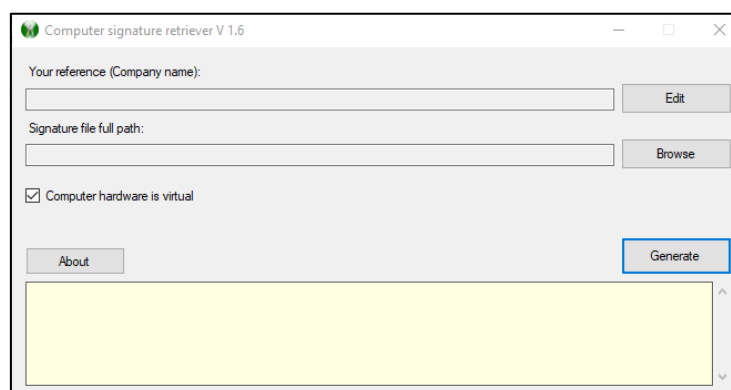 Computer signature retriever V 1.6
Your reference (Company name):
Edit
Signature file full path:
Browse
Computer hardware is virtual
About
Generate